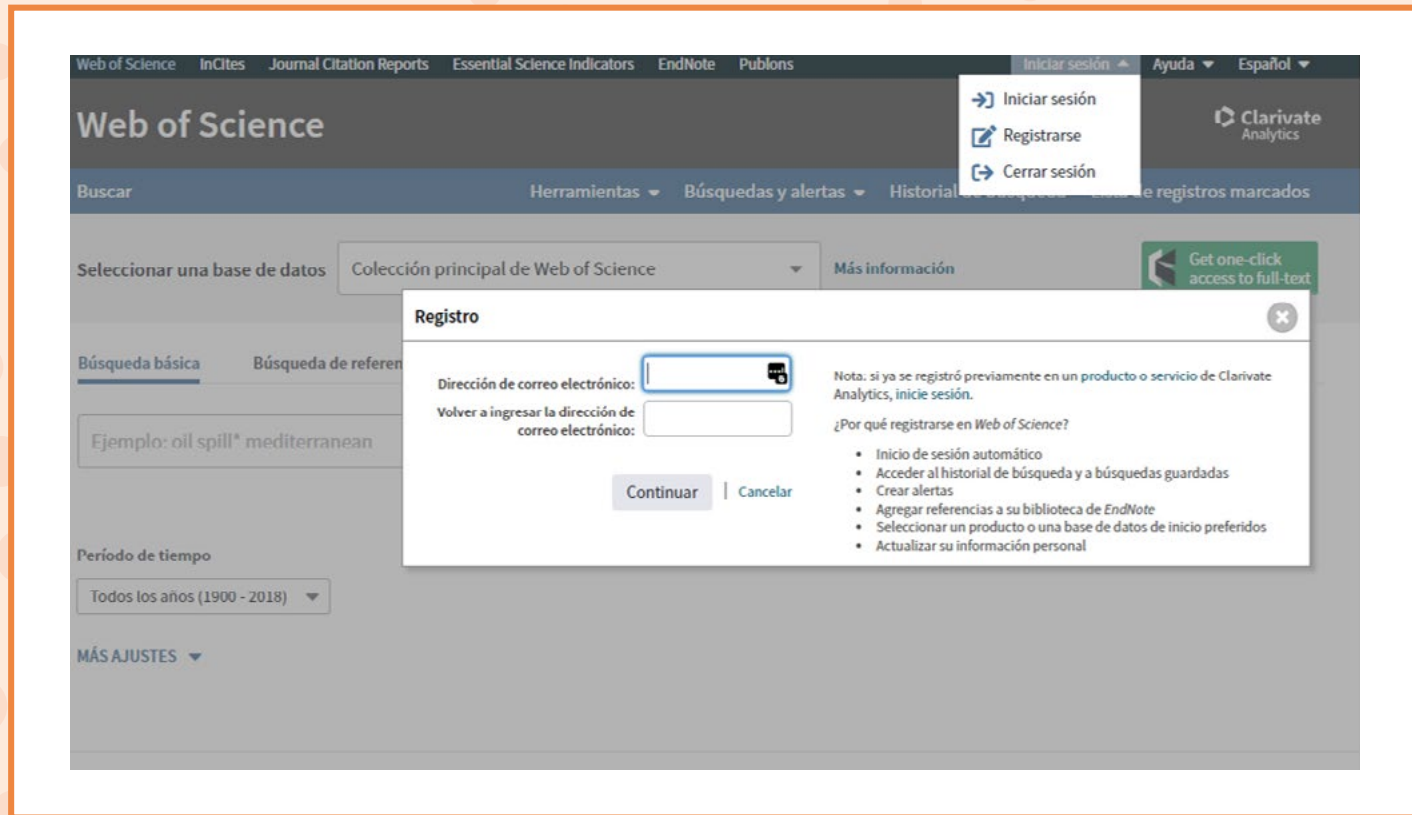 Web of Science InCites Journal Citation Reports Essential Science Indicators EndNote Publons Iniciar sesión Ayuda Español
Iniciar sesión
Registrarse
Cerrar sesión
Web of Science
Clarivate
Analytics
Buscar Herramientas Búsquedas y alertas Historial de registros marcados
Seleccionar una base de datos Colección principal de Web of Science Más información
Get one-click
access to full-text
Registro
Búsqueda básica Búsqueda de referen
Dirección de correo electrónico:
Volver a ingresar la dirección de
correo electrónico:
Continuar | Cancelar
Nota: si ya se registró previamente en un producto o servicio de Clarivate
Analytics, inicie sesión.
¿Por qué registrarse en Web of Science?
• Inicio de sesión automático
• Acceder al historial de búsqueda y a búsquedas guardadas
• Crear alertas
• Agregar referencias a su biblioteca de EndNote
• Seleccionar un producto o una base de datos de inicio preferidos
• Actualizar su información personal
Ejemplo: oil spill* mediterranean
Período de tiempo
Todos los años (1900 - 2018)
MÁS AJUSTES